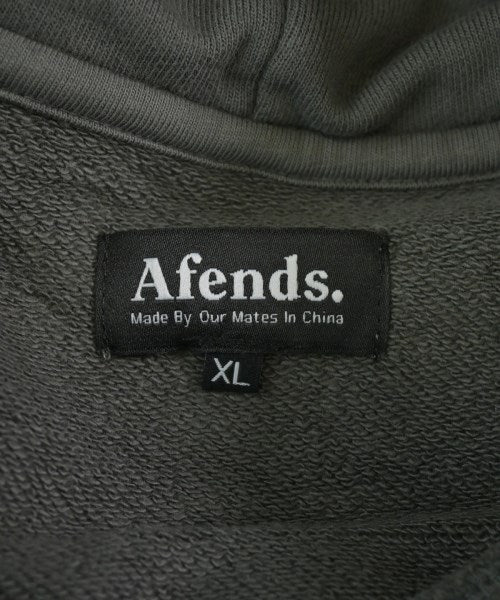 Afends.
Made By Our Mates In China
XL